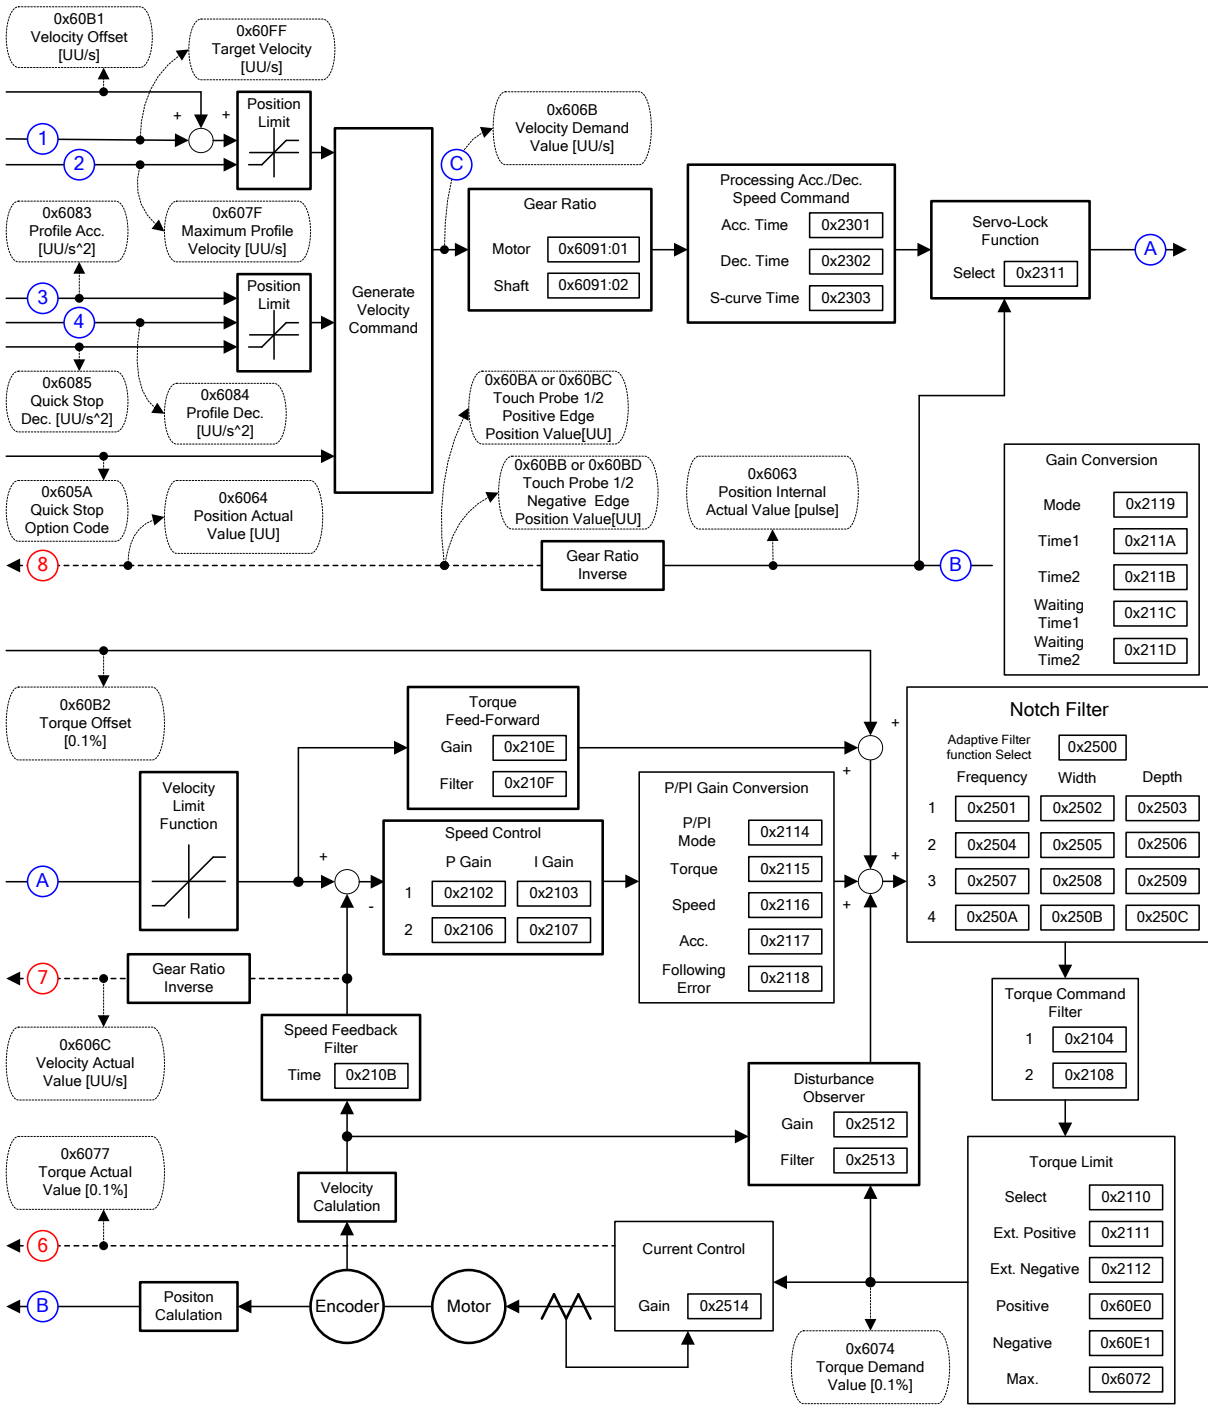 0x60B1
Velocity Offset
[UU/s]
0x60FF
Target Velocity
[UU/s]
+
+
1
2
Position
Limit
0x606B
Velocity Demand
Value [UU/s]
C
0x6083
Profile Acc.
[UU/s^2]
0x607F
Maximum Profile
Velocity [UU/s]
3
4
Position
Limit
Generate
Velocity
Command
Gear Ratio
Motor
0x6091:01
Shaft
0x6091:02
Processing Acc./Dec.
Speed Command
Acc. Time
0x2301
Dec. Time
0x2302
S-curve Time
0x2303
Servo-Lock
Function
Select
0x2311
A
0x6085
Quick Stop
Dec. [UU/s^2]
0x6084
Profile Dec.
[UU/s^2]
0x60BA or 0x60BC
Touch Probe 1/2
Positive Edge
Position Value[UU]
0x60BB or 0x60BD
Touch Probe 1/2
Negative  Edge
Position Value[UU]
0x605A
Quick Stop
Option Code
0x6064
Position Actual
Value [UU]
0x6063
Position Internal
Actual Value [pulse]
8
Gear Ratio
Inverse
B
Gain Conversion
Mode
0x2119
Time1
0x211A
Time2
0x211B
Waiting
Time1
0x211C
Waiting
Time2
0x211D
0x60B2
Torque Offset
[0.1%]
Torque
Feed-Forward
Gain
0x210E
Filter
0x210F
+
+
Notch Filter
Adaptive Filter
function Select
0x2500
Frequency Width Depth
1 0x2501 0x2502 0x2503
2 0x2504 0x2505 0x2506
3 0x2507 0x2508 0x2509
4 0x250A 0x250B 0x250C
A
Velocity
Limit
Function
+
-
Speed Control
P Gain I Gain
1 0x2102 0x2103
2 0x2106 0x2107
P/PI Gain Conversion
P/PI
Mode
0x2114
Torque
0x2115
Speed
0x2116
Acc.
0x2117
Following
Error
0x2118
+
+
7
Gear Ratio
Inverse
0x606C
Velocity Actual
Value [UU/s]
Speed Feedback
Filter
Time
0x210B
Torque Command
Filter
1 0x2104
2 0x2108
Disturbance
Observer
Gain
0x2512
Filter
0x2513
0x6077
Torque Actual
Value [0.1%]
Velocity
Calulation
6
B
Positon
Calulation
Encoder
Motor
Current Control
Gain
0x2514
0x6074
Torque Demand
Value [0.1%]
Torque Limit
Select
0x2110
Ext. Positive
0x2111
Ext. Negative
0x2112
Positive
0x60E0
Negative
0x60E1
Max.
0x6072